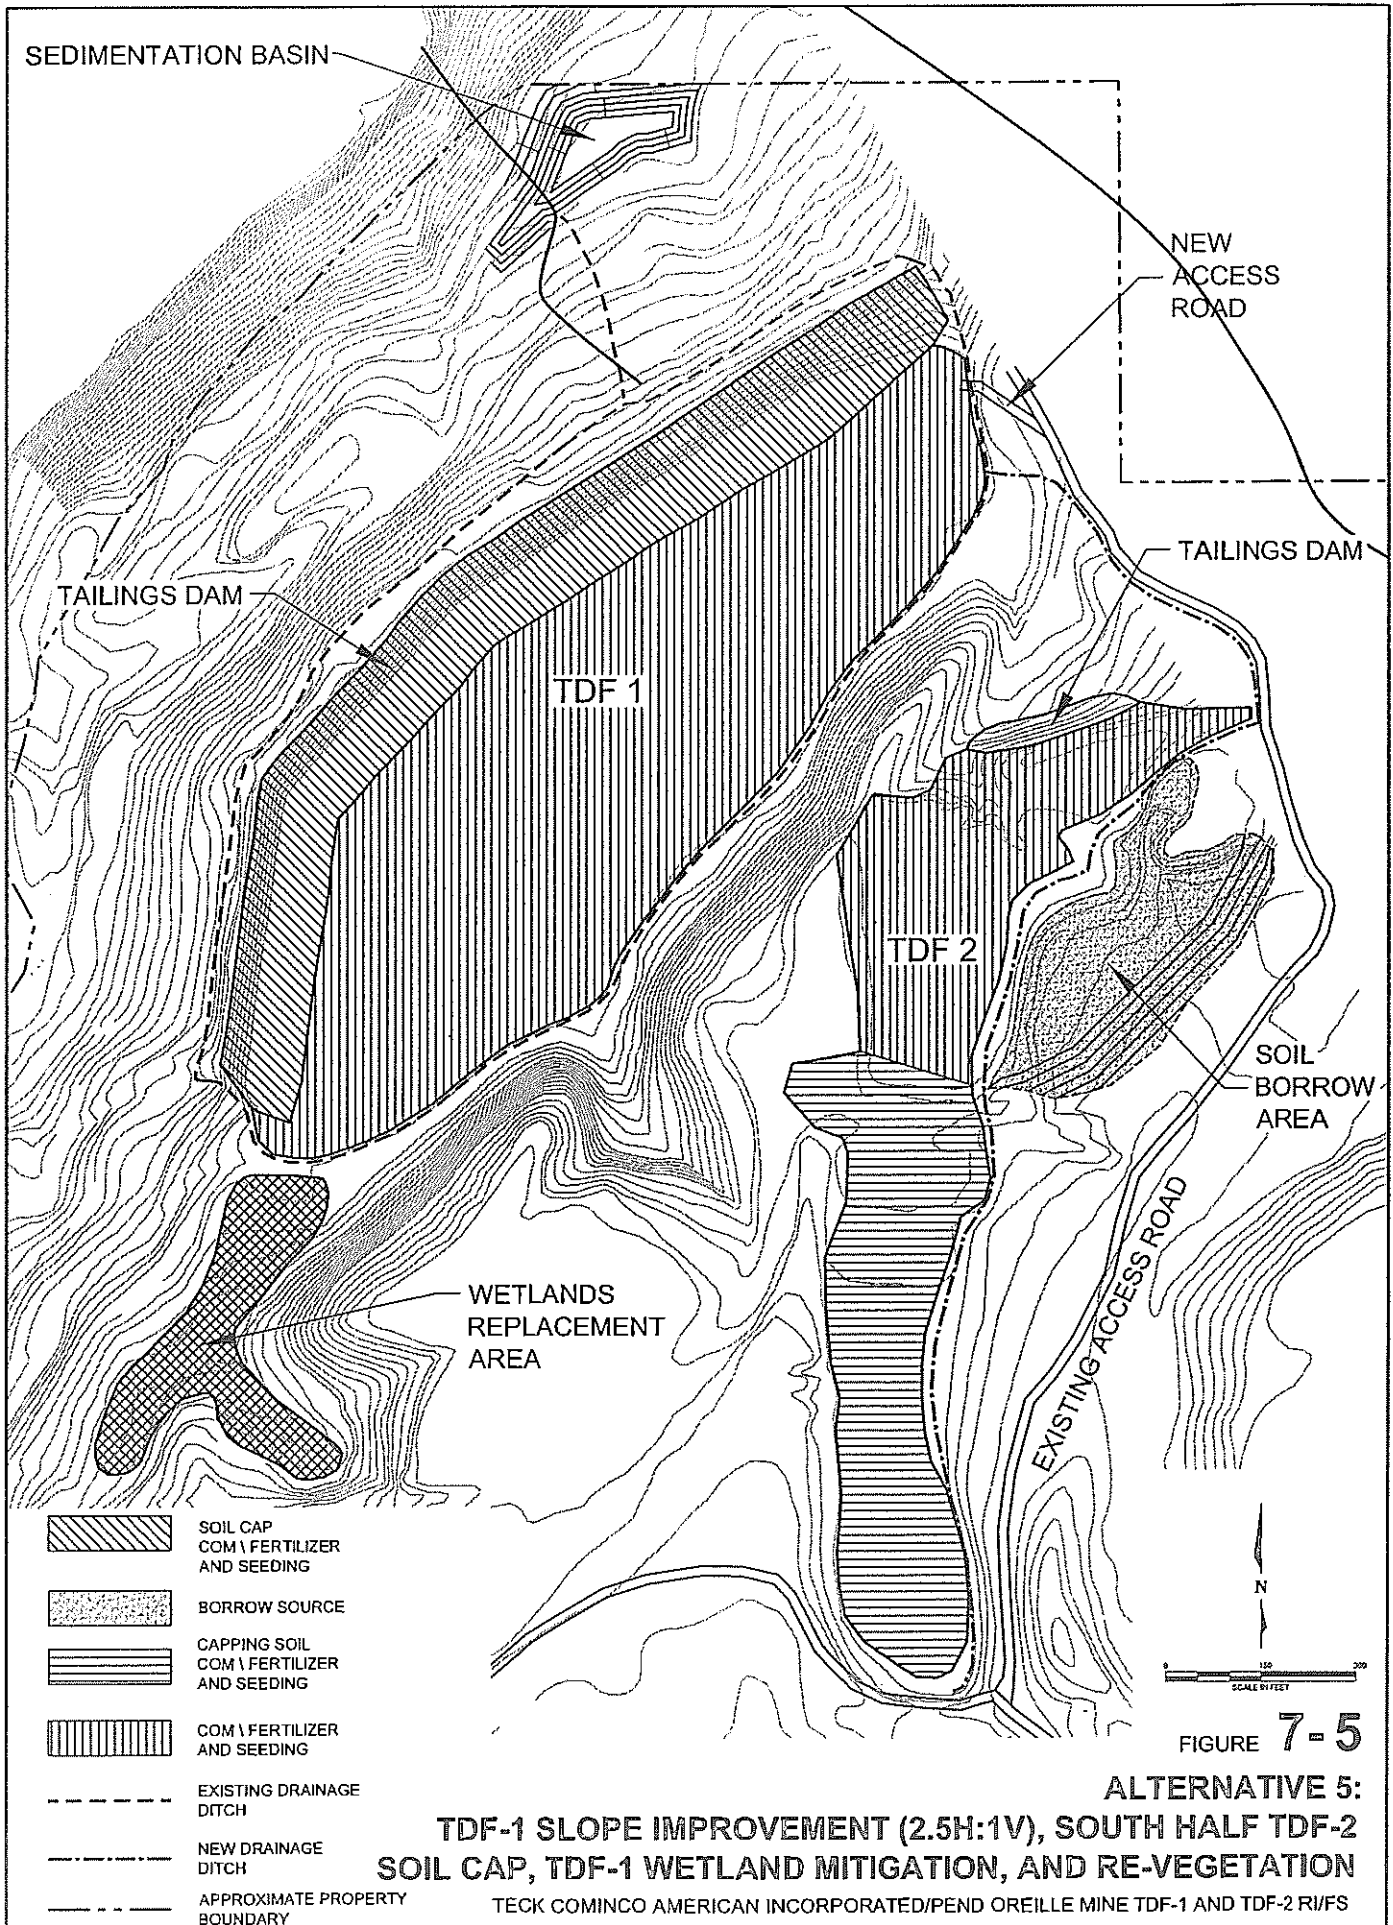 SEDIMENTATION BASIN
NEW
ACCESS
ROAD
TAILINGS DAM
TAILINGS DAM
TDF 1
TDF 2
SOIL
BORROW
AREA
EXISTING ACCESS ROAD
WETLANDS
REPLACEMENT
AREA
SOIL CAP
COM \ FERTILIZER
AND SEEDING
BORROW SOURCE
CAPPING SOIL
COM \ FERTILIZER
AND SEEDING
COM \ FERTILIZER
AND SEEDING
EXISTING DRAINAGE
DITCH
NEW DRAINAGE
DITCH
APPROXIMATE PROPERTY
BOUNDARY
N
0 150 300
SCALE IN FEET
FIGURE 7-5
ALTERNATIVE 5:
TDF-1 SLOPE IMPROVEMENT (2.5H:1V), SOUTH HALF TDF-2
SOIL CAP, TDF-1 WETLAND MITIGATION, AND RE-VEGETATION
TECK COMINCO AMERICAN INCORPORATED/PEND OREILLE MINE TDF-1 AND TDF-2 RI/FS